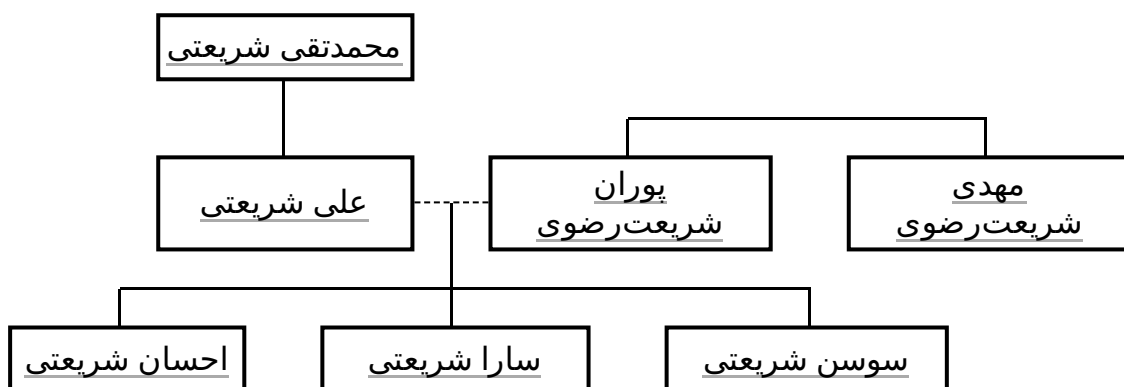 محمدتقی شریعتی
علی شریعتی
پوران
شریعت‌رضوی
مهدی
شریعت‌رضوی
احسان شریعتی
سارا شریعتی
سوسن شریعتی